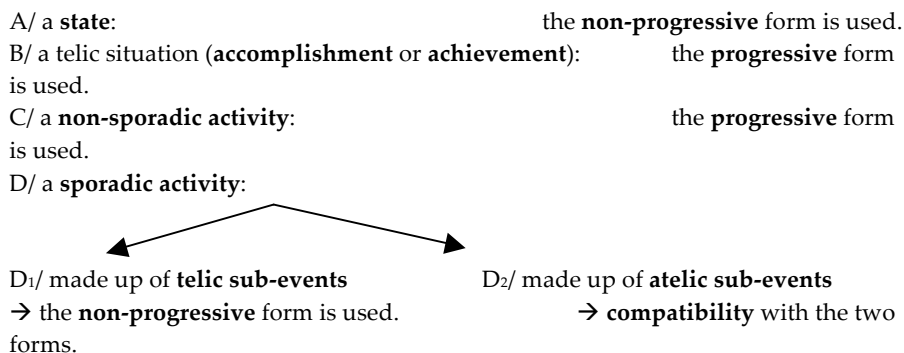 A/ a state: the non-progressive form is used.
B/ a telic situation (accomplishment or achievement): the progressive form
is used.
C/ a non-sporadic activity: the progressive form
is used.
D/ a sporadic activity:
D₁/ made up of telic sub-events D₂/ made up of atelic sub-events
→ the non-progressive form is used. → compatibility with the two
forms.